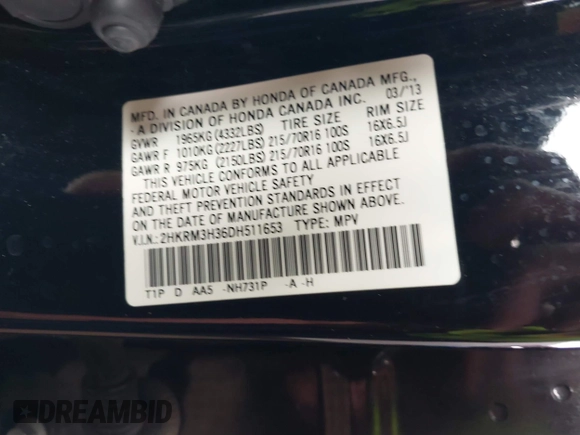 MFD. IN CANADA BY HONDA OF CANADA MFG.,
- A DIVISION OF HONDA CANADA INC. 03/'13
GVWR 1965KG (4332LBS) TIRE SIZE RIM SIZE
GAWR F 1010KG (2227LBS) 215/70R16 100S 16X6.5J
GAWR R 975KG (2150LBS) 215/70R16 100S 16X6.5J
THIS VEHICLE CONFORMS TO ALL APPLICABLE
FEDERAL MOTOR VEHICLE SAFETY
AND THEFT PREVENTION STANDARDS IN EFFECT
ON THE DATE OF MANUFACTURE SHOWN ABOVE.
V.I.N.: 2HKRM3H36DH511653 TYPE: MPV
T1P D AA5 -NH731P -A -H
DREAMBID